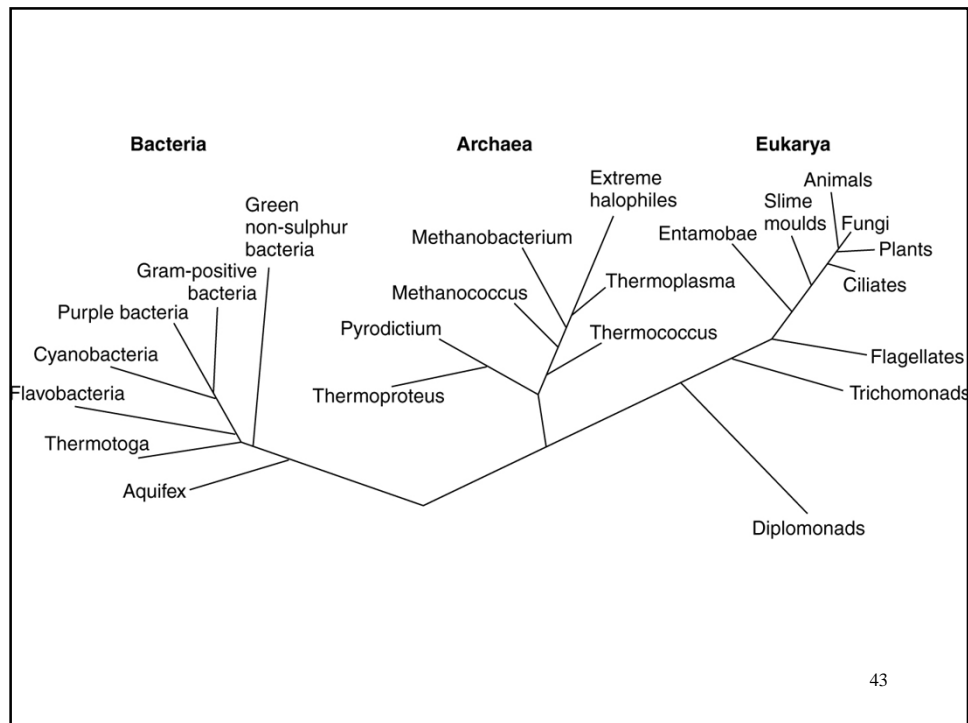 Bacteria
Archaea
Eukarya
Green
non-sulphur
bacteria
Gram-positive
bacteria
Purple bacteria
Cyanobacteria
Flavobacteria
Thermotoga
Aquifex
Extreme
halophiles
Methanobacterium
Thermoplasma
Methanococcus
Pyrodictium
Thermococcus
Thermoproteus
Animals
Slime
moulds
Fungi
Entamobae
Plants
Ciliates
Flagellates
Trichomonads
Diplomonads
43